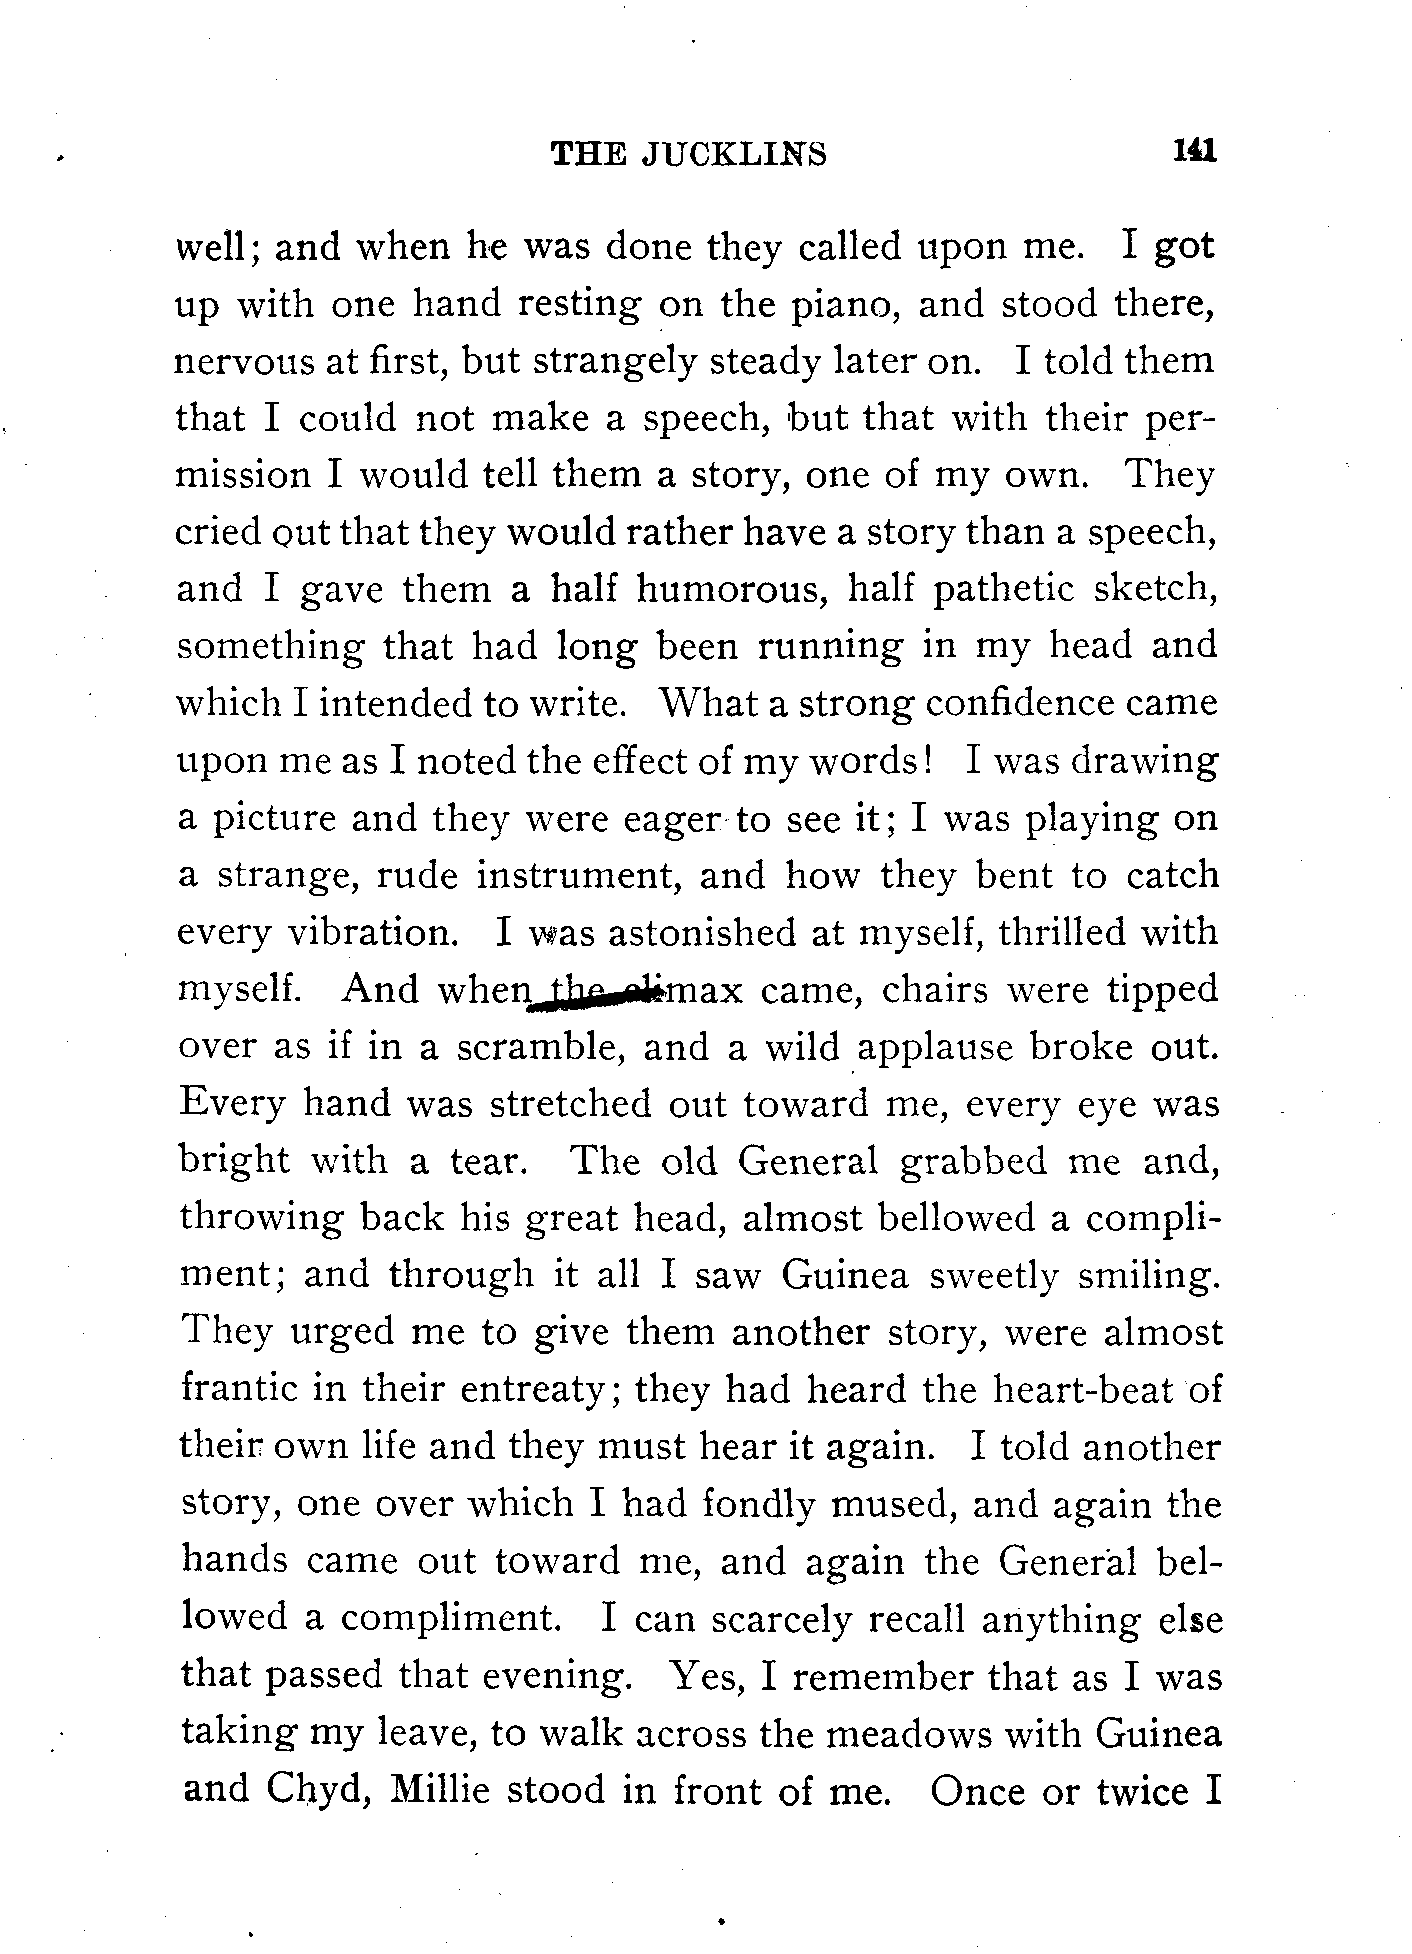 THE JUCKLINS 141
well; and when he was done they called upon me. I got
up with one hand resting on the piano, and stood there,
nervous at first, but strangely steady later on. I told them
that I could not make a speech, but that with their per-
mission I would tell them a story, one of my own. They
cried out that they would rather have a story than a speech,
and I gave them a half humorous, half pathetic sketch,
something that had long been running in my head and
which I intended to write. What a strong confidence came
upon me as I noted the effect of my words! I was drawing
a picture and they were eager to see it; I was playing on
a strange, rude instrument, and how they bent to catch
every vibration. I was astonished at myself, thrilled with
myself. And when the climax came, chairs were tipped
over as if in a scramble, and a wild applause broke out.
Every hand was stretched out toward me, every eye was
bright with a tear. The old General grabbed me and,
throwing back his great head, almost bellowed a compli-
ment; and through it all I saw Guinea sweetly smiling.
They urged me to give them another story, were almost
frantic in their entreaty; they had heard the heart-beat of
their own life and they must hear it again. I told another
story, one over which I had fondly mused, and again the
hands came out toward me, and again the General bel-
lowed a compliment. I can scarcely recall anything else
that passed that evening. Yes, I remember that as I was
taking my leave, to walk across the meadows with Guinea
and Chyd, Millie stood in front of me. Once or twice I